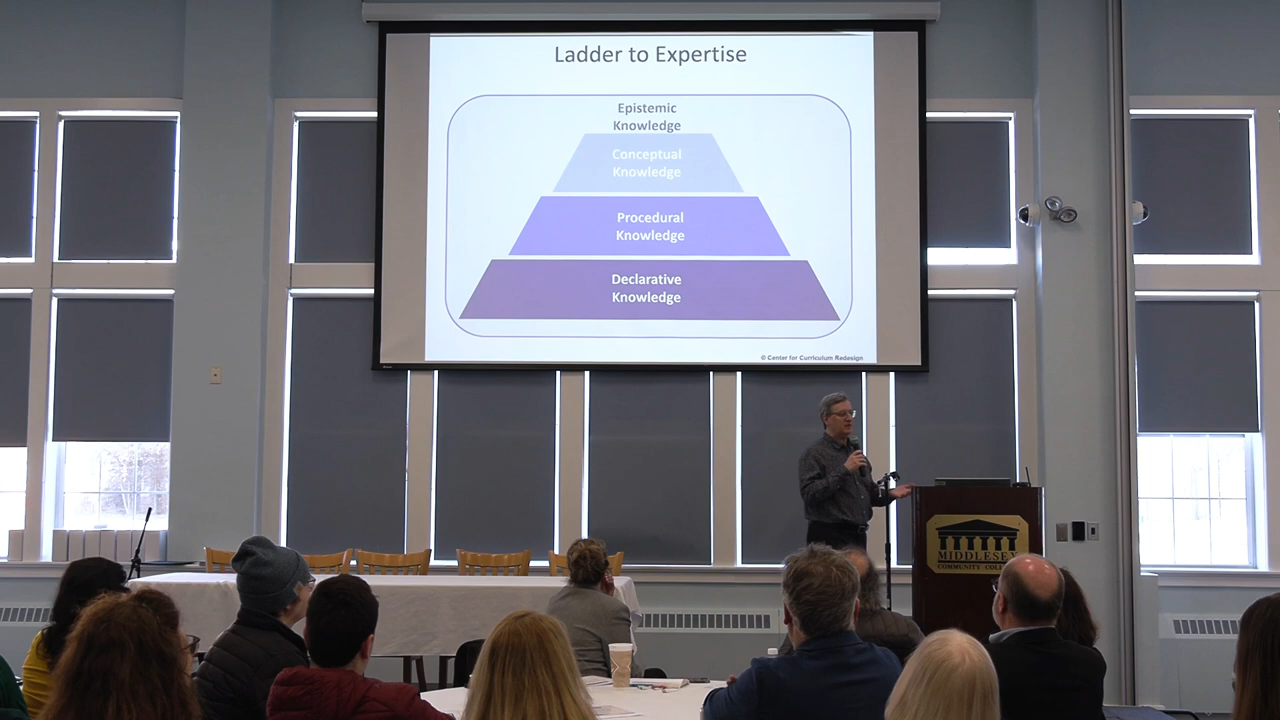 Ladder to Expertise
Epistemic
Knowledge
Conceptual
Knowledge
Procedural
Knowledge
Declarative
Knowledge
© Center for Curriculum Redesign
MIDDLESEX
COMMUNITY COLLEGE